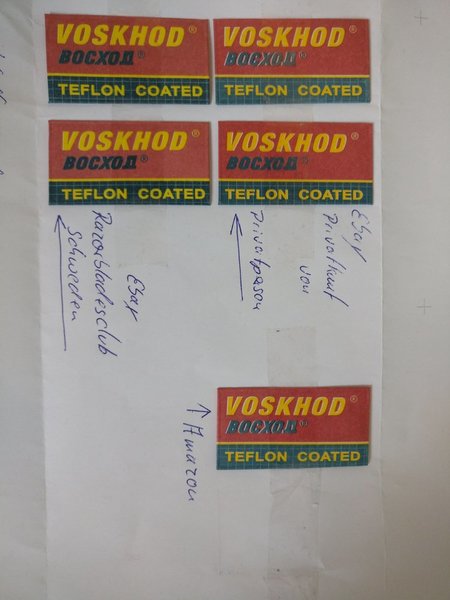 VOSKHOD®
ВОСХОД®
TEFLON COATED
VOSKHOD®
ВОСХОД®
TEFLON COATED
VOSKHOD®
ВОСХОД®
TEFLON COATED
VOSKHOD®
ВОСХОД®
TEFLON COATED
Ebay
Razorbladesclub
Schweden
Ebay
Privatkauf
von
Privatperson
VOSKHOD®
ВОСХОД®
TEFLON COATED
↑ Amazon